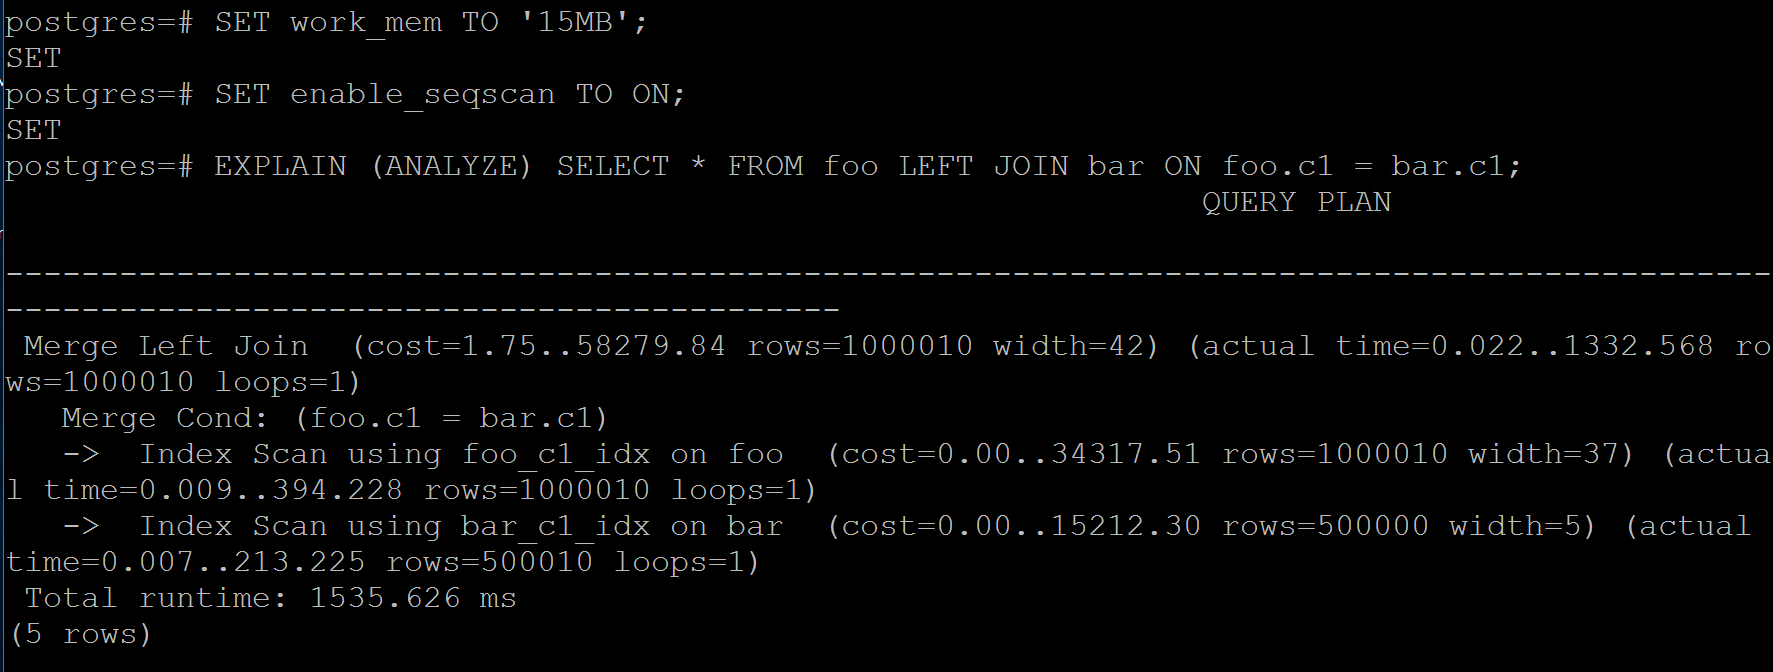 postgres=# SET work_mem TO '15MB';
SET
postgres=# SET enable_seqscan TO ON;
SET
postgres=# EXPLAIN (ANALYZE) SELECT * FROM foo LEFT JOIN bar ON foo.c1 = bar.c1;
QUERY PLAN
---------------------------------------------------------------------------------------------
--------------------------------------------
Merge Left Join  (cost=1.75..58279.84 rows=1000010 width=42) (actual time=0.022..1332.568 ro
ws=1000010 loops=1)
   Merge Cond: (foo.c1 = bar.c1)
   ->  Index Scan using foo_c1_idx on foo  (cost=0.00..34317.51 rows=1000010 width=37) (actua
l time=0.009..394.228 rows=1000010 loops=1)
   ->  Index Scan using bar_c1_idx on bar  (cost=0.00..15212.30 rows=500000 width=5) (actual
time=0.007..213.225 rows=500010 loops=1)
 Total runtime: 1535.626 ms
(5 rows)